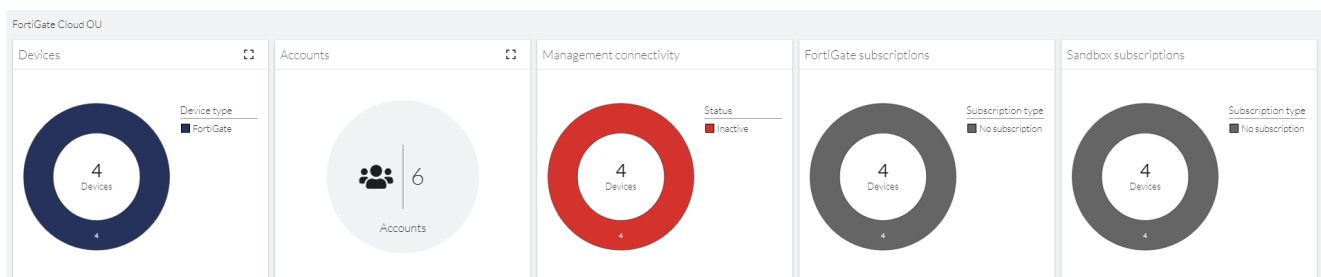 FortiGate Cloud OU
Devices
Device type
FortiGate
4
Devices
4
Accounts
6
Accounts
Management connectivity
Status
Inactive
4
Devices
4
FortiGate subscriptions
Subscription type
No subscription
4
Devices
4
Sandbox subscriptions
Subscription type
No subscription
4
Devices
4